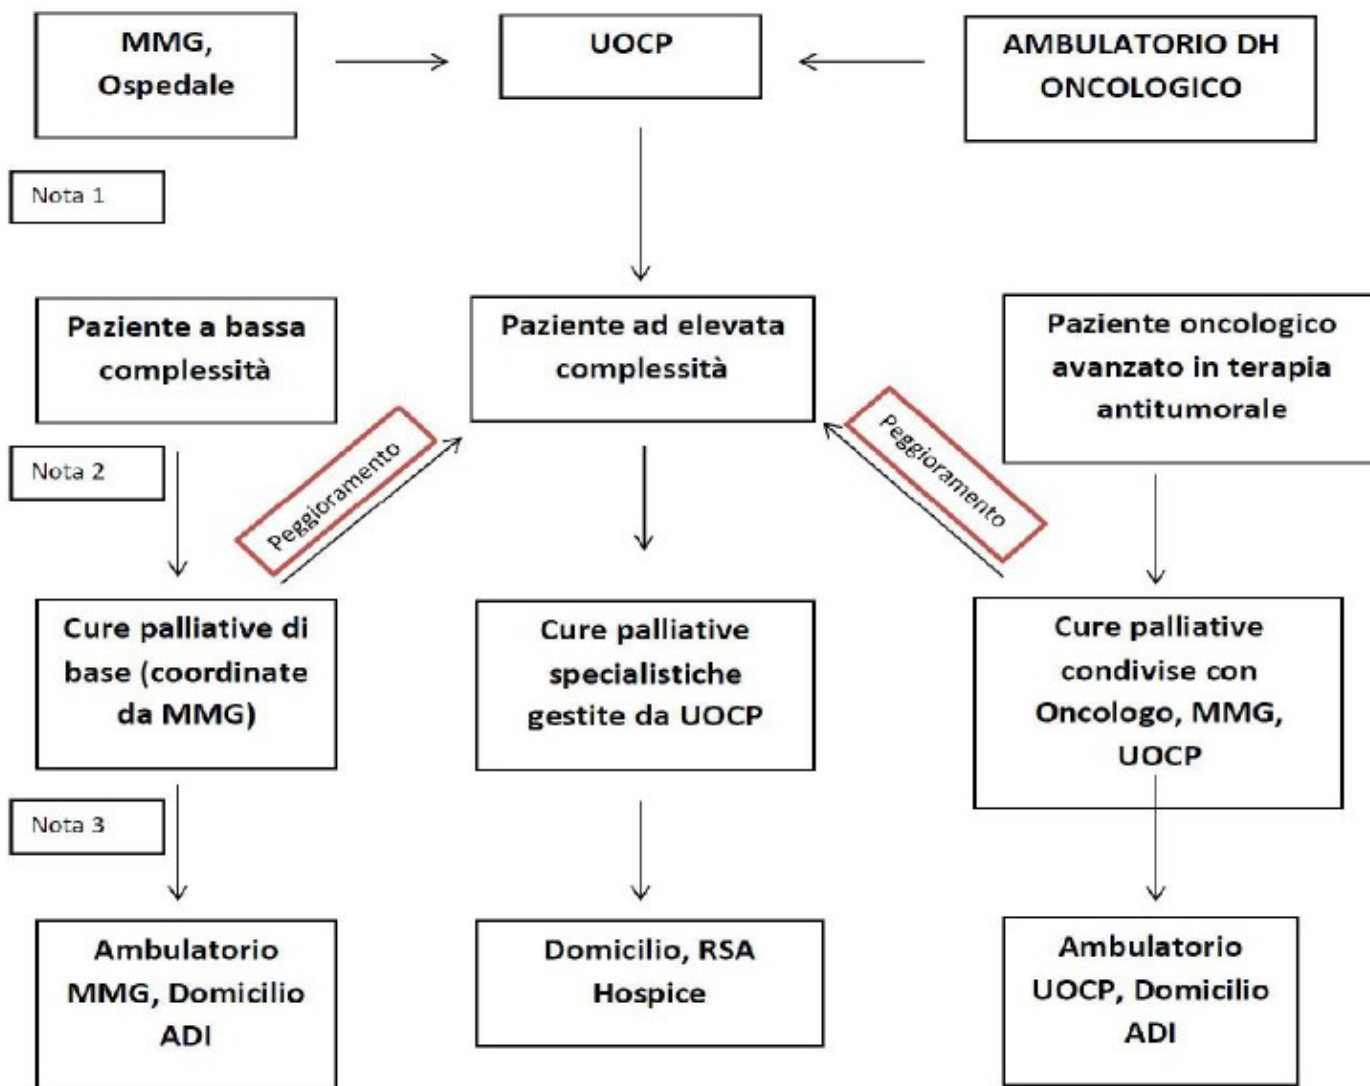 MMG,
Ospedale
UOCP
AMBULATORIO DH
ONCOLOGICO
Nota 1
Paziente a bassa
complessità
Paziente ad elevata
complessità
Paziente oncologico
avanzato in terapia
antitumorale
Nota 2
Peggioramento
Peggioramento
Cure palliative di
base (coordinate
da MMG)
Cure palliative
specialistiche
gestite da UOCP
Cure palliative
condivise con
Oncologo, MMG,
UOCP
Nota 3
Ambulatorio
MMG, Domicilio
ADI
Domicilio, RSA
Hospice
Ambulatorio
UOCP, Domicilio
ADI